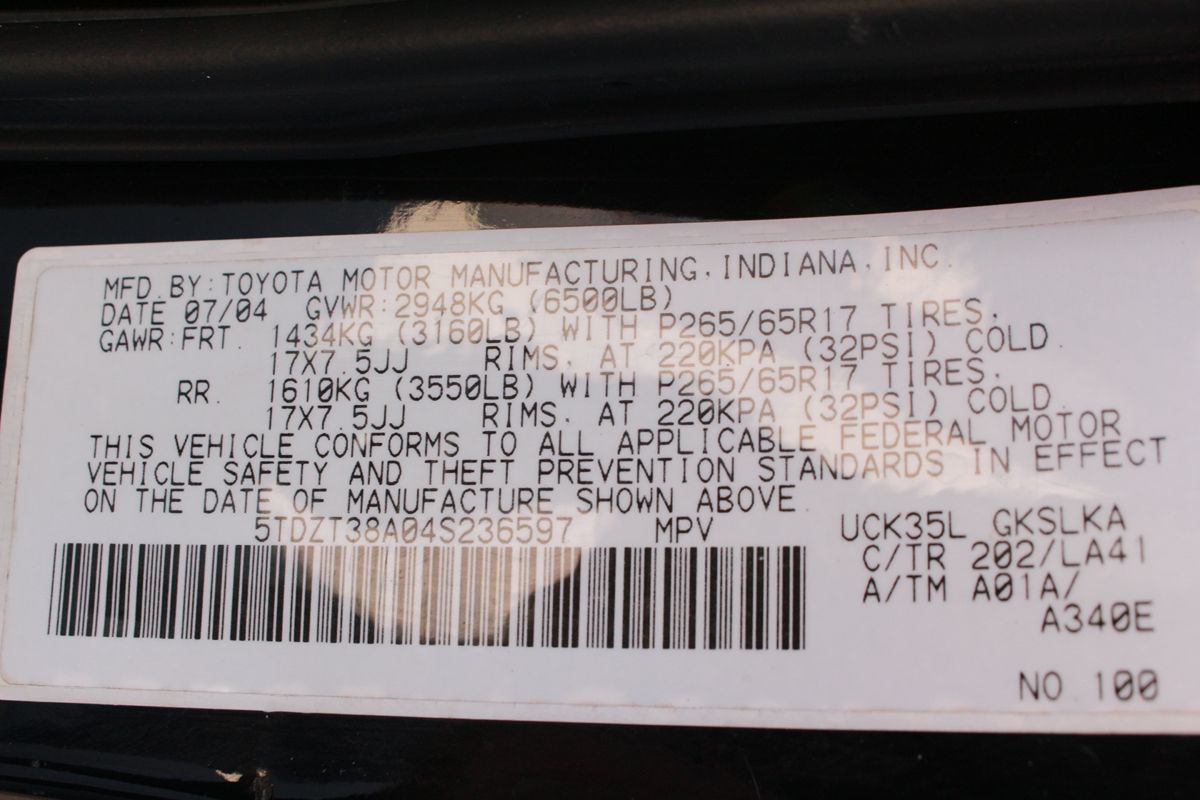 MFD.BY:TOYOTA MOTOR MANUFACTURING,INDIANA,INC.
DATE 07/04 GVWR:2948KG (6500LB)
GAWR:FRT. 1434KG (3160LB) WITH P265/65R17 TIRES,
17X7.5JJ RIMS, AT 220KPA (32PSI) COLD.
RR. 1610KG (3550LB) WITH P265/65R17 TIRES,
17X7.5JJ RIMS, AT 220KPA (32PSI) COLD.
THIS VEHICLE CONFORMS TO ALL APPLICABLE FEDERAL MOTOR
VEHICLE SAFETY AND THEFT PREVENTION STANDARDS IN EFFECT
ON THE DATE OF MANUFACTURE SHOWN ABOVE.
5TDZT38A04S236597 MPV
UCK35L GKSLKA
C/TR 202/LA41
A/TM A01A/
A340E
NO.100